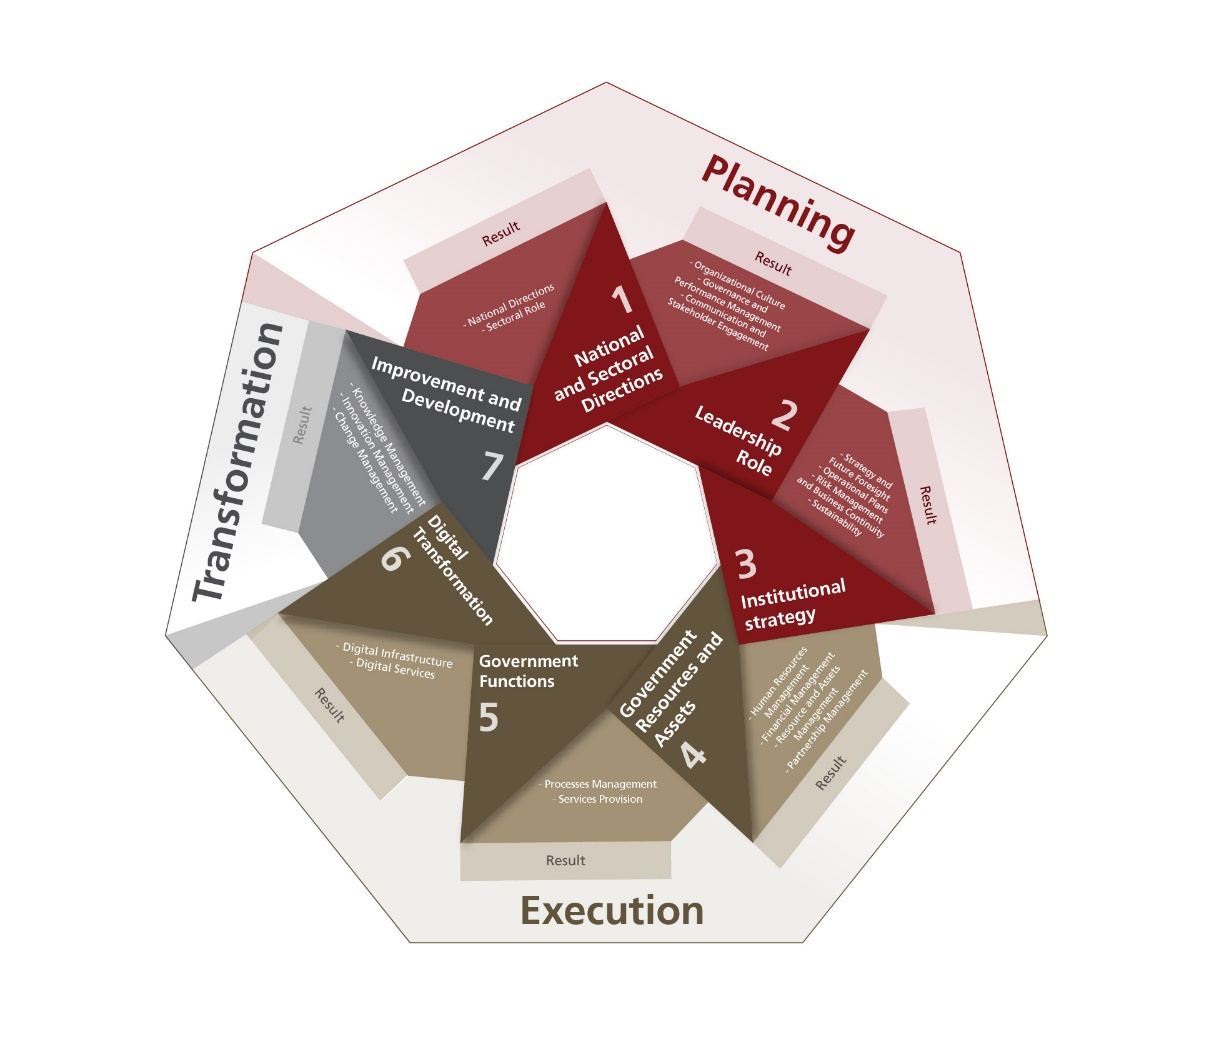 Planning
Result
- National Directions
- Sectoral Role
1
National
and Sectoral
Directions
Result
- Organizational Culture
- Governance and
Performance Management
- Communication and
Stakeholder Engagement
2
Leadership
Role
Result
- Strategy and
Future Foresight
- Operational Plans
- Risk Management
and Business Continuity
- Sustainability
3
Institutional
strategy
Execution
Government
Resources and
Assets
4
- Human Resources
Management
- Financial Management
- Resource and Assets
Management
- Partnership Management
Result
Government
Functions
5
- Processes Management
- Services Provision
Result
Digital
Transformation
6
- Digital Infrastructure
- Digital Services
Result
Transformation
Improvement and
Development
7
- Knowledge Management
- Innovation Management
- Change Management
Result